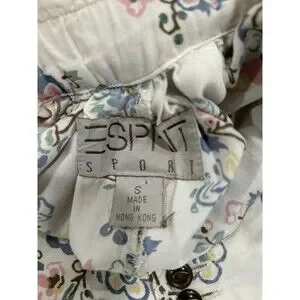 ESPRIT
SPORT
S
MADE
IN
HONG KONG